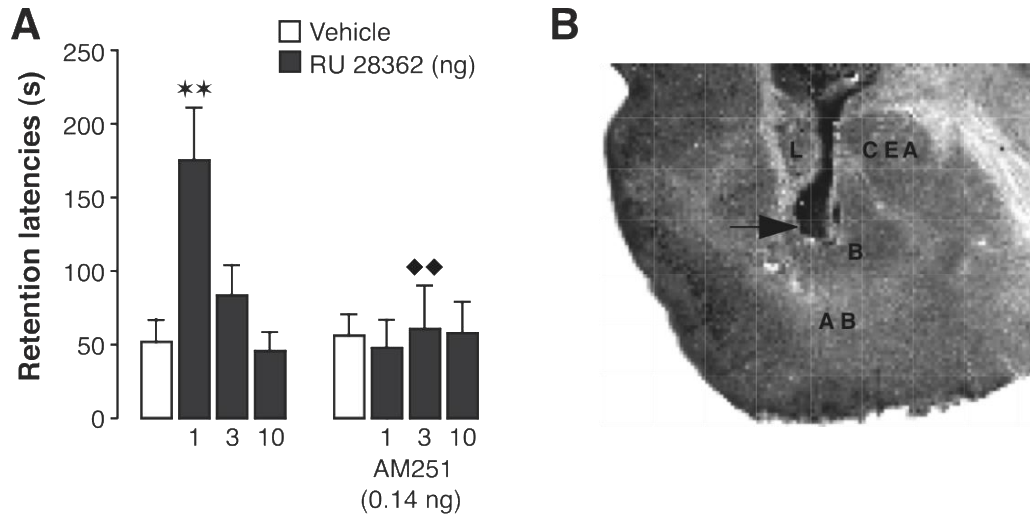 A
B
Vehicle
RU 28362 (ng)
Retention latencies (s)
250
200
150
100
50
0
★★
◆◆
1 3 10
1 3 10
AM251
(0.14 ng)
L
CEA
B
AB